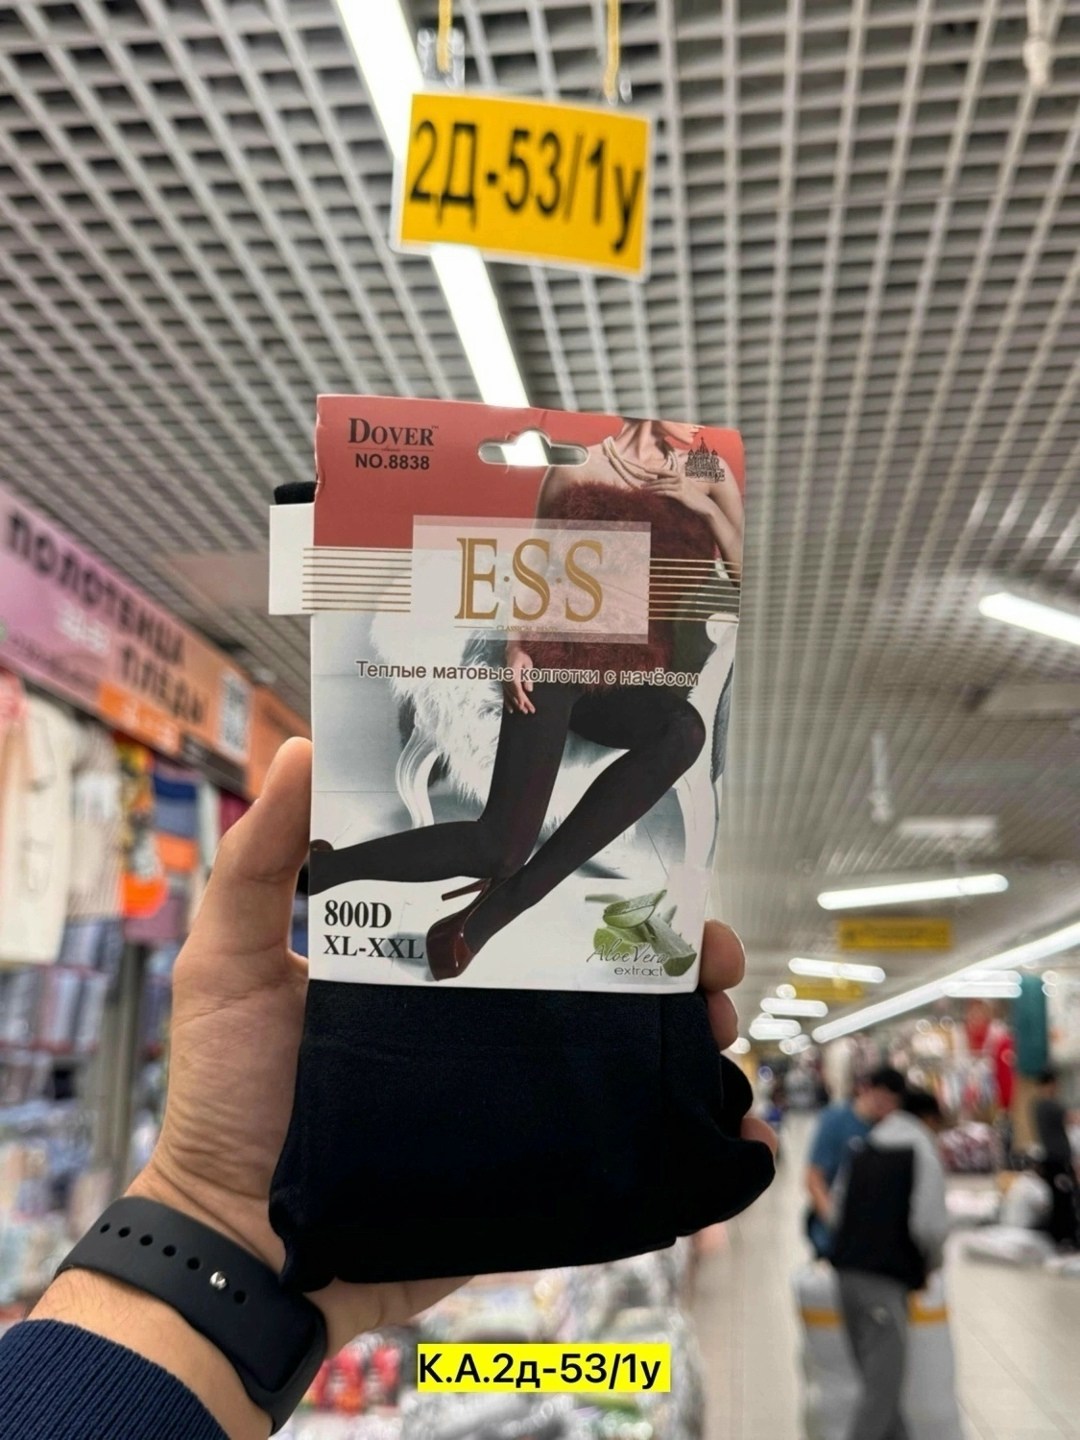 2Д-53/1у
DOVER
NO.8838
E·S·S
Теплые матовые колготки с начёсом
800D
XL-XXL
Aloe Vera
extract
ПОЛОТЕНЦА
ПЛЕДЫ
К.А.2д-53/1у